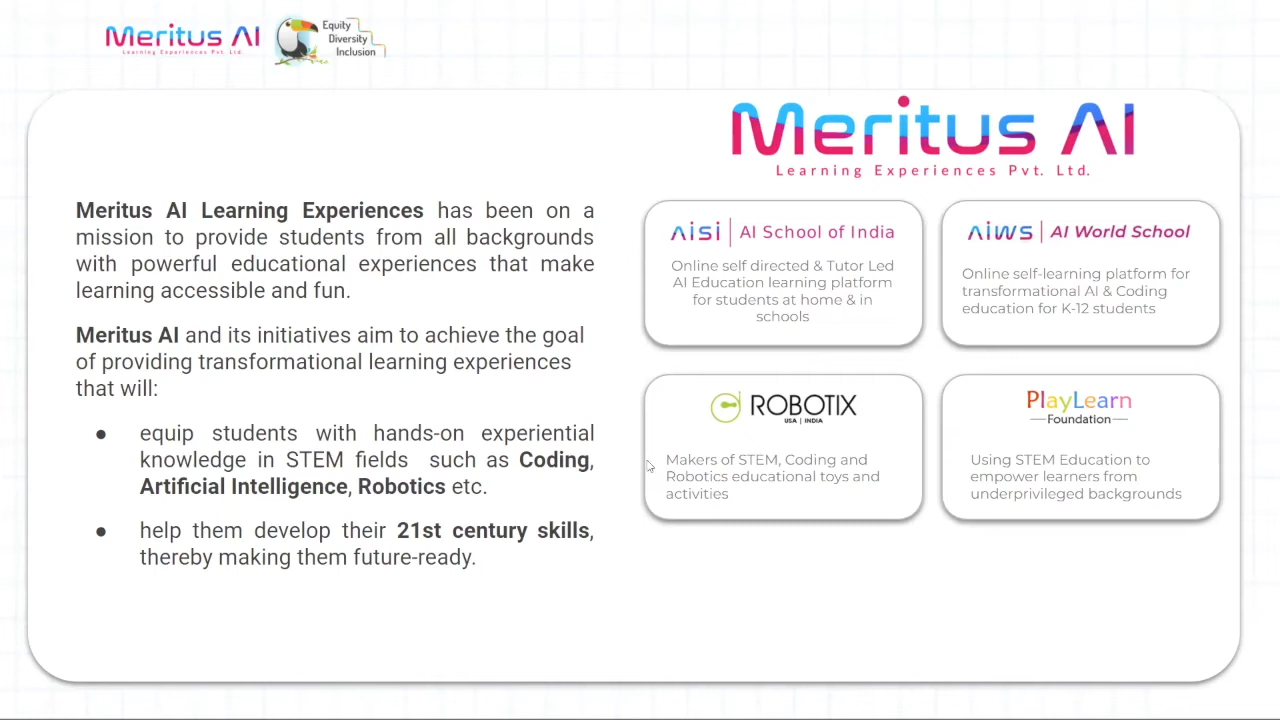 Meritus AI
Learning Experiences Pvt. Ltd.
Equity
Diversity
Inclusion
Meritus AI
Learning Experiences Pvt. Ltd.
Meritus AI Learning Experiences has been on a
mission to provide students from all backgrounds
with powerful educational experiences that make
learning accessible and fun.
Meritus AI and its initiatives aim to achieve the goal
of providing transformational learning experiences
that will:
● equip students with hands-on experiential
knowledge in STEM fields such as Coding,
Artificial Intelligence, Robotics etc.
● help them develop their 21st century skills,
thereby making them future-ready.
AISI | AI School of India
Online self directed & Tutor Led
AI Education learning platform
for students at home & in
schools
AIWS | AI World School
Online self-learning platform for
transformational AI & Coding
education for K-12 students
ROBOTIX
USA | INDIA
Makers of STEM, Coding and
Robotics educational toys and
activities
PlayLearn
Foundation
Using STEM Education to
empower learners from
underprivileged backgrounds